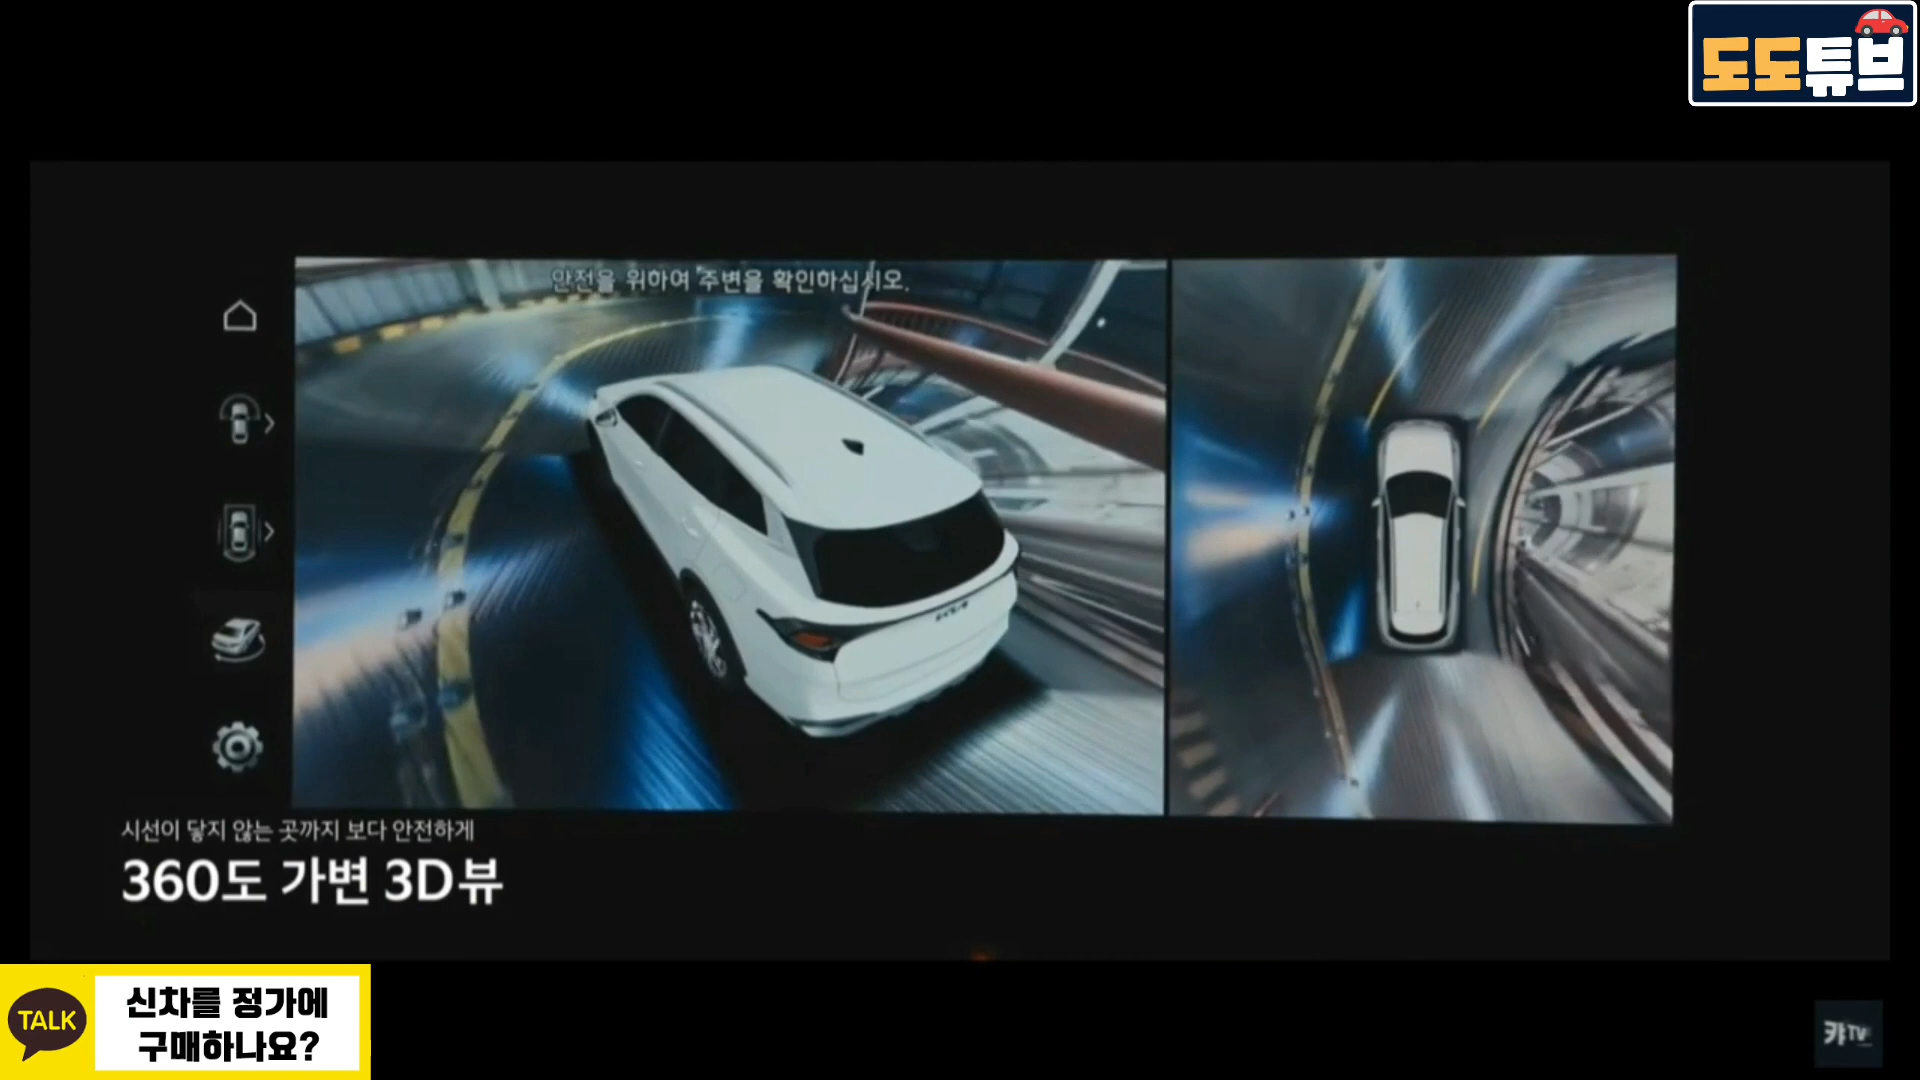 도도튜브
안전을 위하여 주변을 확인하십시오.
KIA
시선이 닿지 않는 곳까지 보다 안전하게
360도 가변 3D뷰
TALK
신차를 정가에
구매하나요?
캬TV